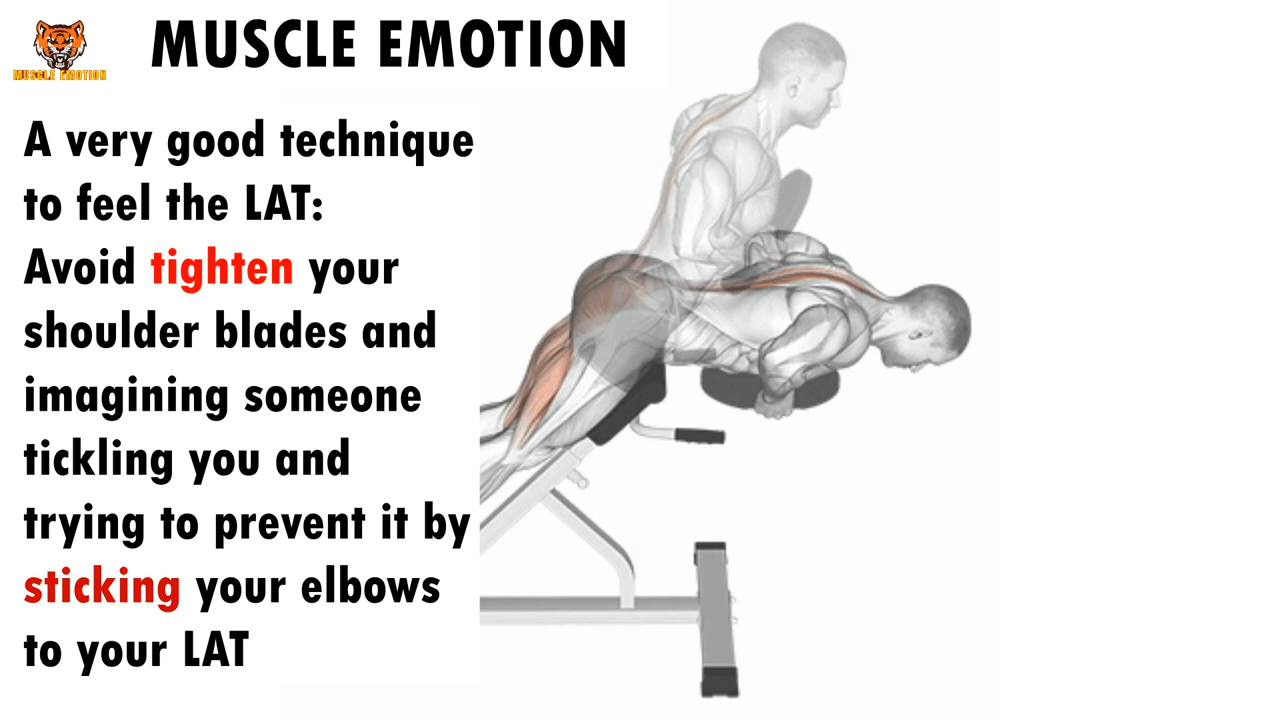 MUSCLE EMOTION
MUSCLE EMOTION
A very good technique
to feel the LAT:
Avoid tighten your
shoulder blades and
imagining someone
tickling you and
trying to prevent it by
sticking your elbows
to your LAT